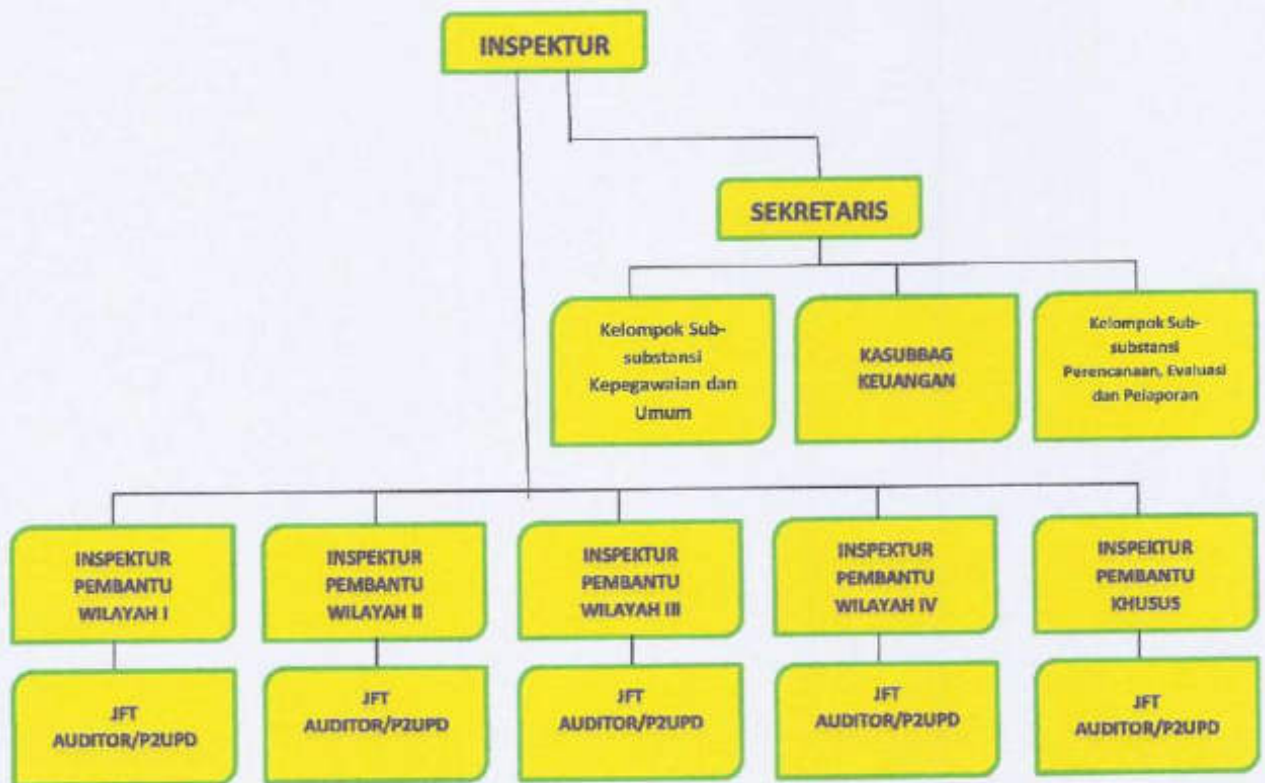 INSPEKTUR
SEKRETARIS
Kelompok Sub-
substansi
Kepegawaian dan
Umum
KASUBBAG
KEUANGAN
Kelompok Sub-
substansi
Perencanaan, Evaluasi
dan Pelaporan
INSPEKTUR
PEMBANTU
WILAYAH I
INSPEKTUR
PEMBANTU
WILAYAH II
INSPEKTUR
PEMBANTU
WILAYAH III
INSPEKTUR
PEMBANTU
WILAYAH IV
INSPEKTUR
PEMBANTU
KHUSUS
JFT
AUDITOR/P2UPD
JFT
AUDITOR/P2UPD
JFT
AUDITOR/P2UPD
JFT
AUDITOR/P2UPD
JFT
AUDITOR/P2UPD